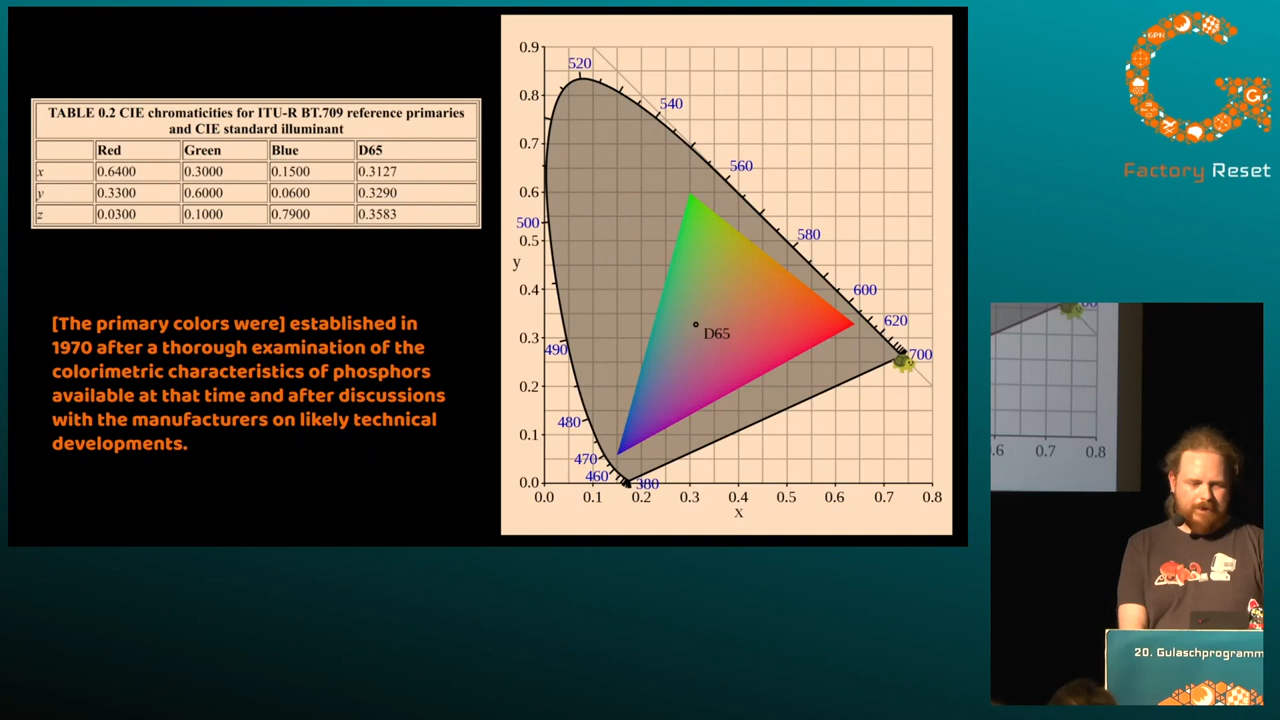 TABLE 0.2 CIE chromaticities for ITU-R BT.709 reference primaries
and CIE standard illuminant
Red Green Blue D65
x 0.6400 0.3000 0.1500 0.3127
y 0.3300 0.6000 0.0600 0.3290
z 0.0300 0.1000 0.7900 0.3583
[The primary colors were] established in
1970 after a thorough examination of the
colorimetric characteristics of phosphors
available at that time and after discussions
with the manufacturers on likely technical
developments.
0.9
520
0.8
540
0.7
560
0.6
500
580
0.5
y
0.4
600
620
0.3
D65
490
700
0.2
480
0.1
470
460
0.0
380
0.0 0.1 0.2 0.3 0.4 0.5 0.6 0.7 0.8
x
GPN
G
Factory Reset
.6 0.7 0.8
20. Gulaschprogramm